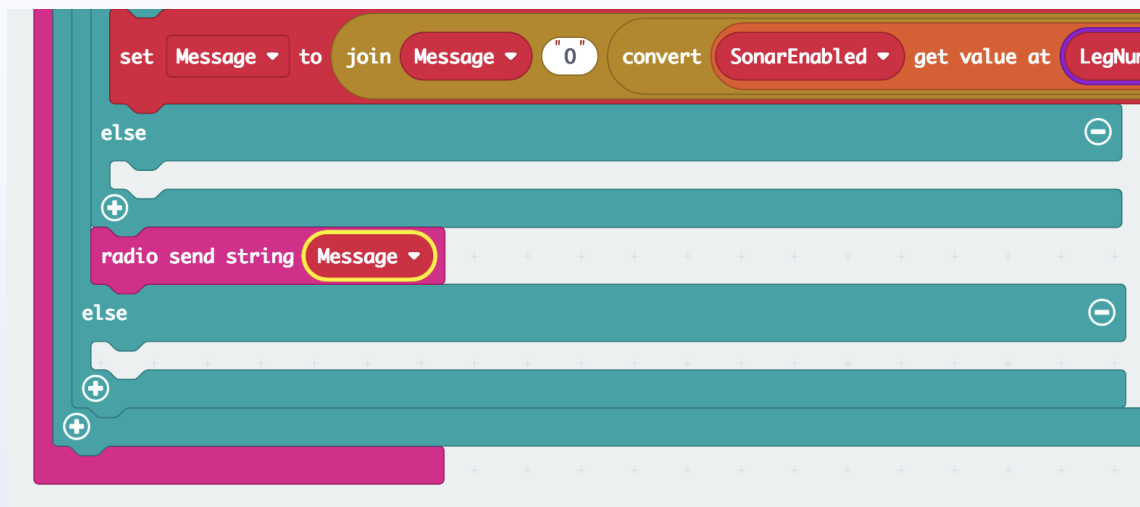 set Message to join Message "0" convert SonarEnabled get value at LegNum
else
radio send string Message
else